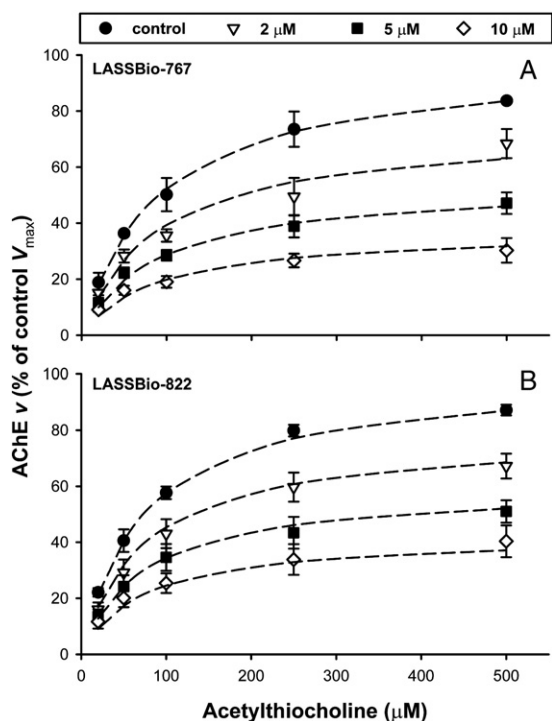 control 2 μM 5 μM 10 μM
LASSBio-767 A
100
80
60
40
20
0
LASSBio-822 B
100
80
60
40
20
0
AChE v (% of control Vmax)
0 100 200 300 400 500
Acetylthiocholine (μM)